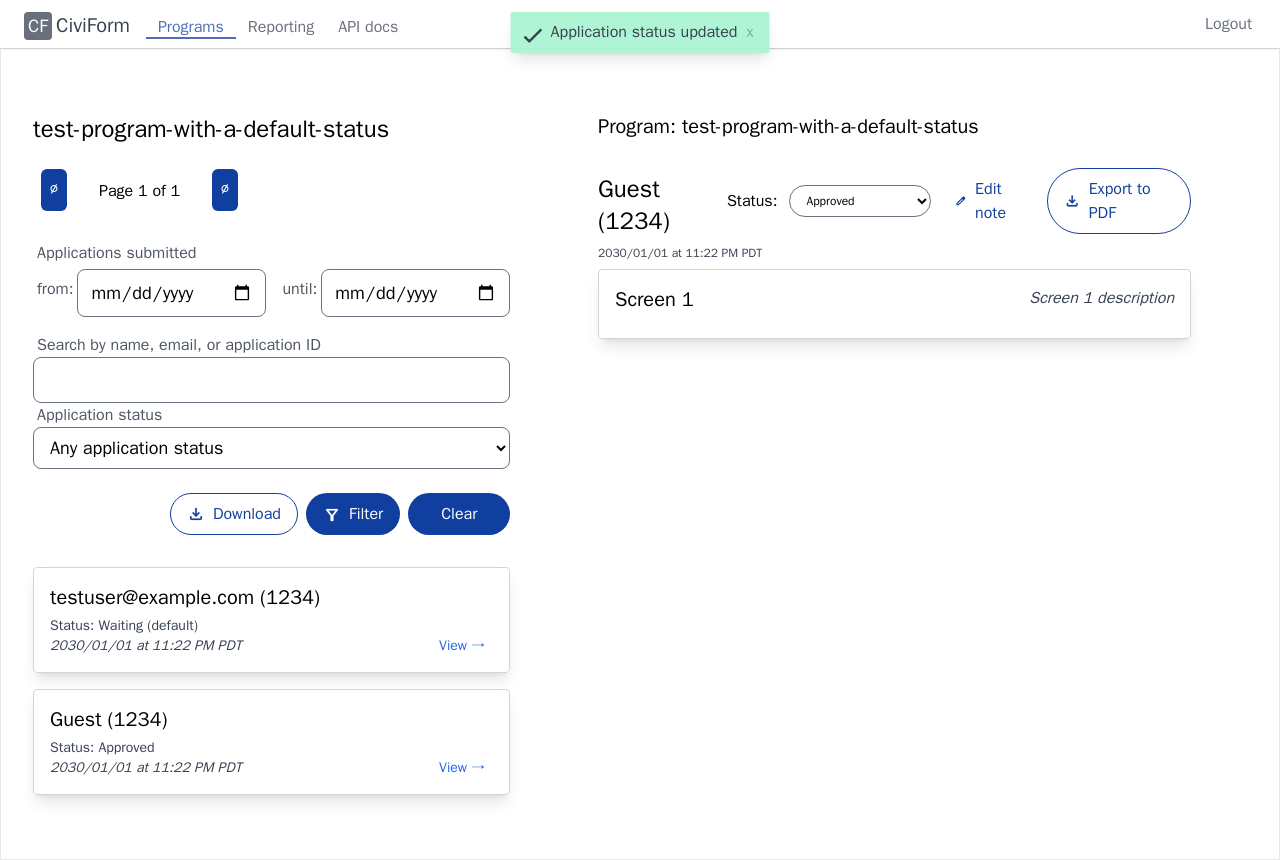 CF CiviForm Programs Reporting API docs
Application status updated x
Logout
test-program-with-a-default-status
∅ Page 1 of 1 ∅
Applications submitted
from: mm/dd/yyyy until: mm/dd/yyyy
Search by name, email, or application ID
Application status
Any application status
Download Filter Clear
testuser@example.com (1234)
Status: Waiting (default)
2030/01/01 at 11:22 PM PDT View →
Guest (1234)
Status: Approved
2030/01/01 at 11:22 PM PDT View →
Program: test-program-with-a-default-status
Guest
(1234)
Status: Approved
Edit
note
Export to
PDF
2030/01/01 at 11:22 PM PDT
Screen 1 Screen 1 description